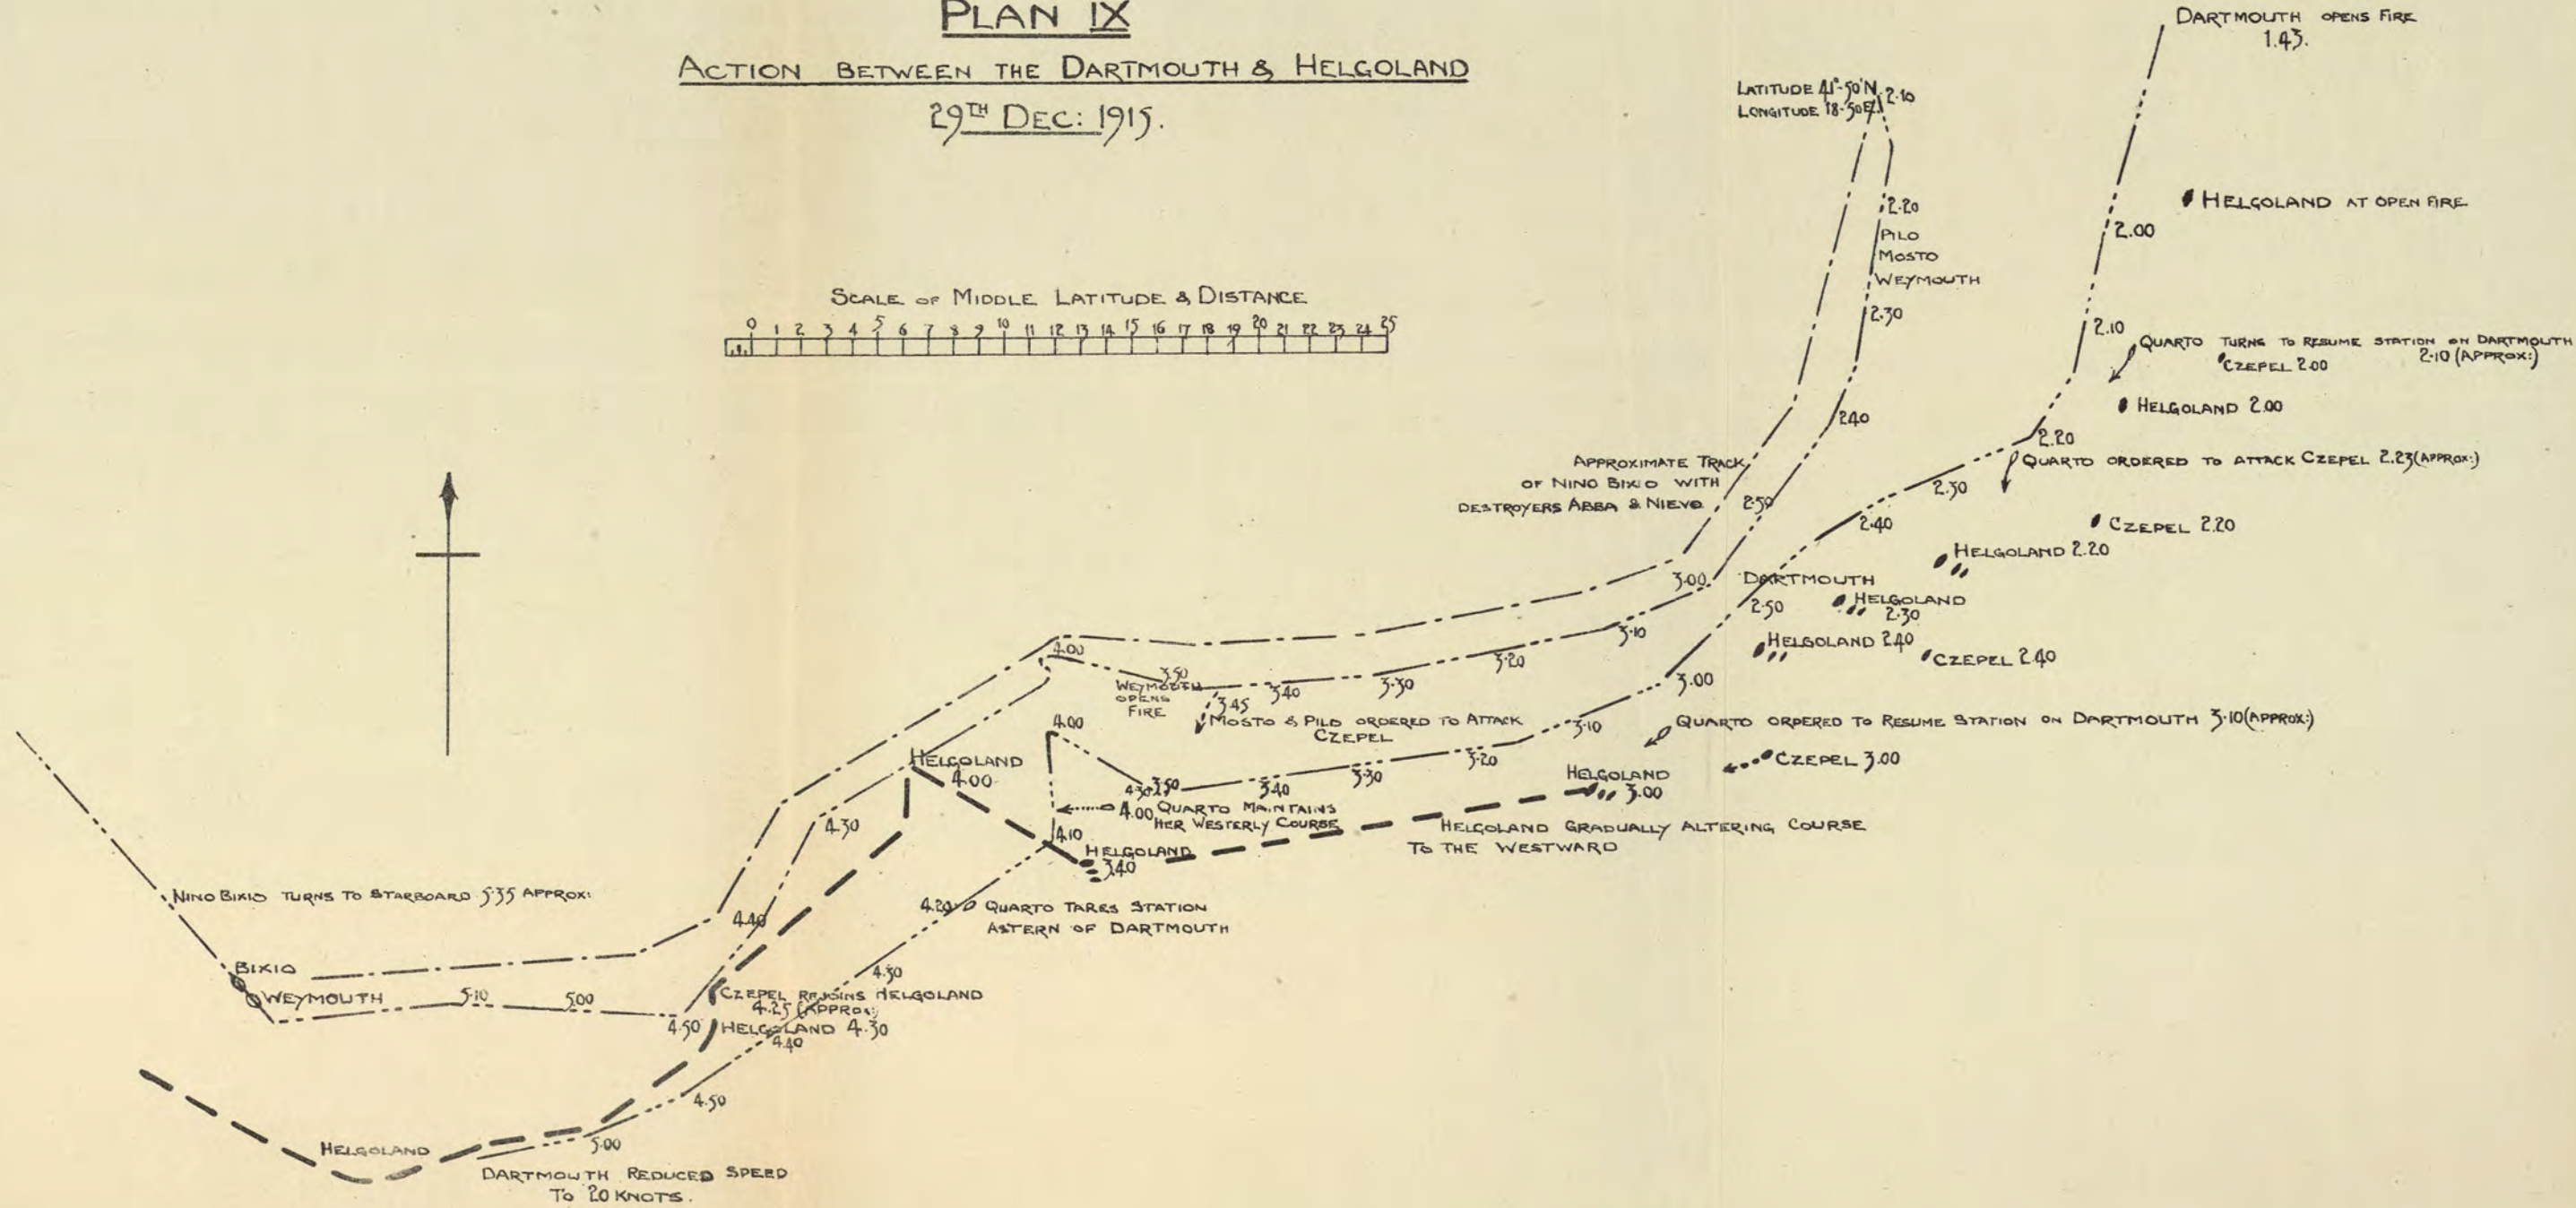 PLAN IX
ACTION BETWEEN THE DARTMOUTH & HELGOLAND
29TH DEC: 1915.
DARTMOUTH OPENS FIRE
1.43.
LATITUDE 41°-50'N
LONGITUDE 18-50E
2.10
HELGOLAND AT OPEN FIRE
2.20
2.00
PILO
MOSTO
WEYMOUTH
SCALE OF MIDDLE LATITUDE & DISTANCE
0 1 2 3 4 5 6 7 8 9 10 11 12 13 14 15 16 17 18 19 20 21 22 23 24 25
2.30
2.10
QUARTO TURNS TO RESUME STATION ON DARTMOUTH
2.10 (APPROX:)
CZEPEL 2.00
HELGOLAND 2.00
2.40
2.20
QUARTO ORDERED TO ATTACK CZEPEL 2.23 (APPROX:)
APPROXIMATE TRACK
OF NINO BIXIO WITH
DESTROYERS ABBA & NIEVO
2.50
2.30
2.40
CZEPEL 2.20
HELGOLAND 2.20
3.00
DARTMOUTH
2.50
HELGOLAND
2.30
HELGOLAND 2.40
CZEPEL 2.40
3.10
3.20
3.30
3.40
3.50
4.00
WEYMOUTH
OPENS
FIRE
3.45
MOSTO & PILO ORDERED TO ATTACK
CZEPEL
3.00
3.10
QUARTO ORDERED TO RESUME STATION ON DARTMOUTH 3.10 (APPROX:)
CZEPEL 3.00
3.20
3.30
3.40
3.50
4.00
HELGOLAND
3.00
HELGOLAND
4.00
4.00 QUARTO MAINTAINS
HER WESTERLY COURSE
HELGOLAND GRADUALLY ALTERING COURSE
TO THE WESTWARD
4.10
HELGOLAND
3.40
4.30
4.20
QUARTO TAKES STATION
ASTERN OF DARTMOUTH
NINO BIXIO TURNS TO STARBOARD 5.35 APPROX:
4.40
4.30
BIXIO
WEYMOUTH
5.10
5.00
4.50
CZEPEL REJOINS HELGOLAND
4.25 (APPROX:)
HELGOLAND 4.30
4.40
4.50
5.00
HELGOLAND
DARTMOUTH REDUCED SPEED
TO 20 KNOTS.